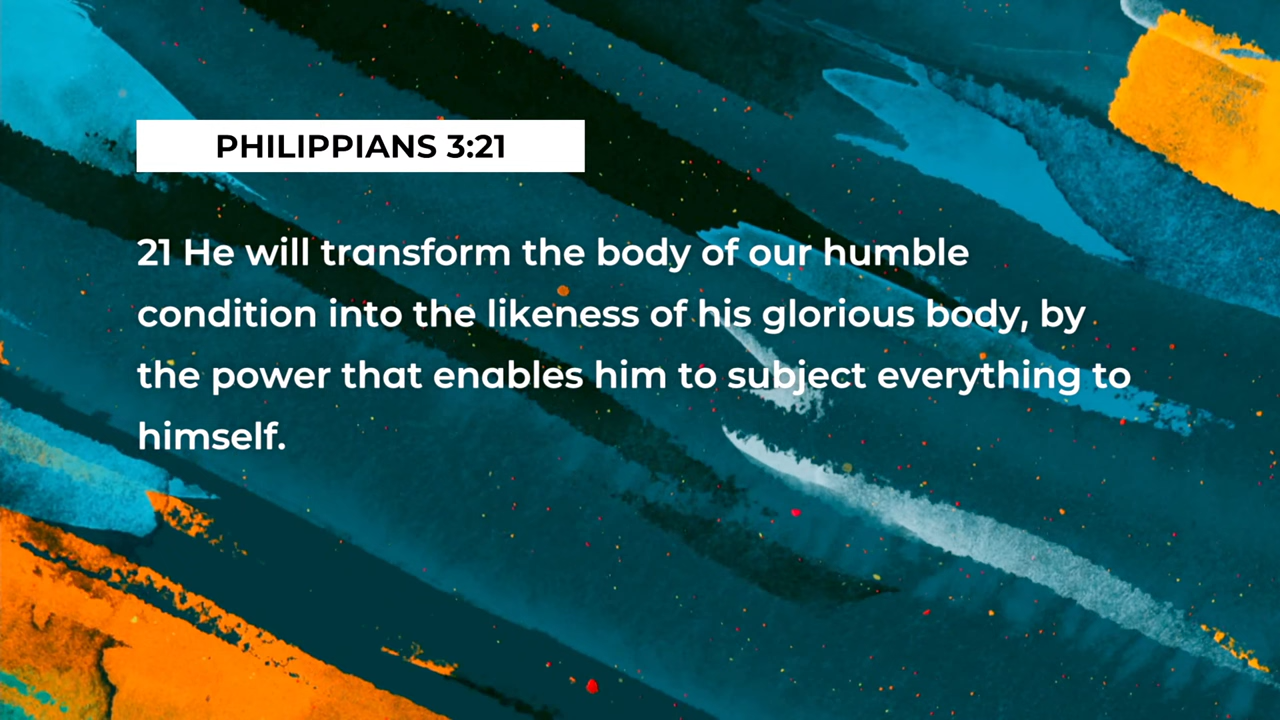 PHILIPPIANS 3:21
21 He will transform the body of our humble
condition into the likeness of his glorious body, by
the power that enables him to subject everything to
himself.